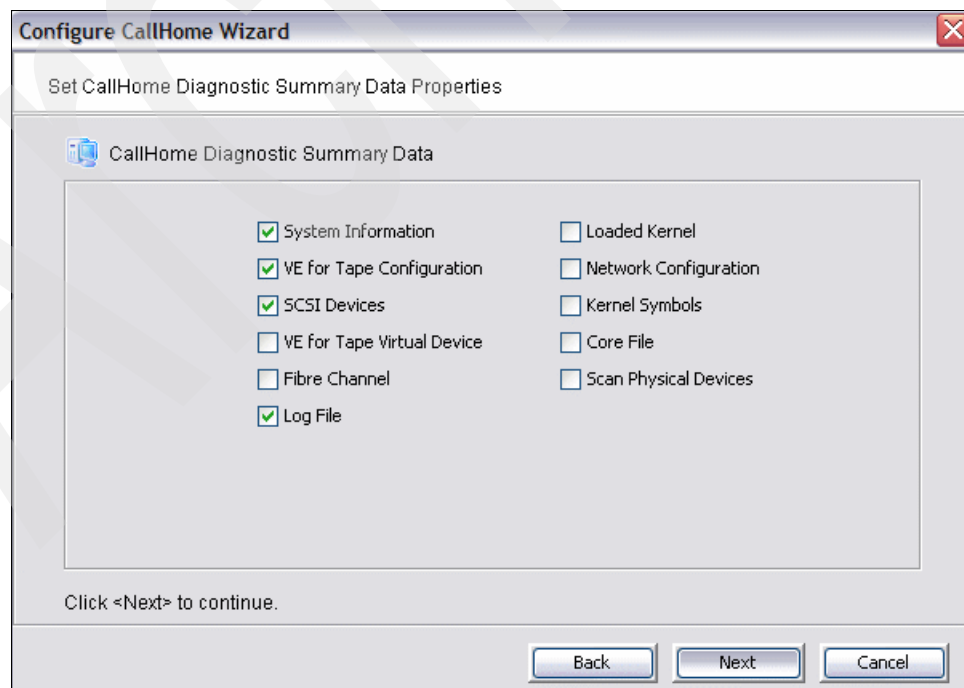 Configure CallHome Wizard
Set CallHome Diagnostic Summary Data Properties
CallHome Diagnostic Summary Data
System Information
VE for Tape Configuration
SCSI Devices
VE for Tape Virtual Device
Fibre Channel
Log File
Loaded Kernel
Network Configuration
Kernel Symbols
Core File
Scan Physical Devices
Click <Next> to continue.
Back Next Cancel